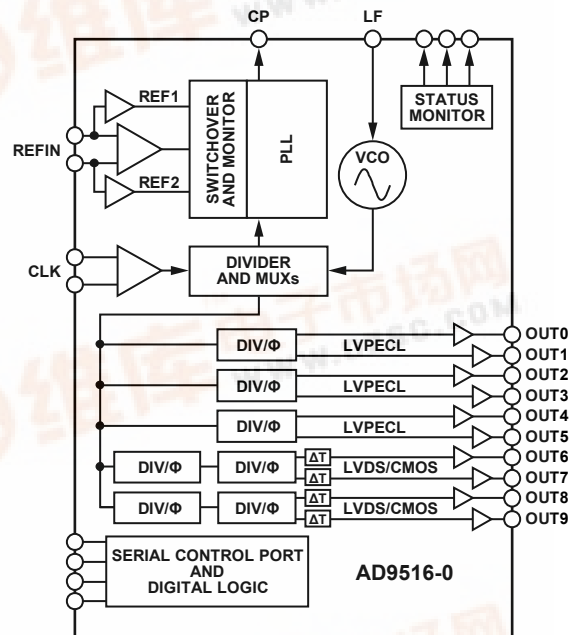 CP
LF
REF1
REFIN
REF2
SWITCHOVER
AND MONITOR
PLL
STATUS
MONITOR
VCO
CLK
DIVIDER
AND MUXs
DIV/Φ
LVPECL
OUT0
OUT1
DIV/Φ
LVPECL
OUT2
OUT3
DIV/Φ
LVPECL
OUT4
OUT5
DIV/Φ
DIV/Φ
ΔT
ΔT
LVDS/CMOS
OUT6
OUT7
DIV/Φ
DIV/Φ
ΔT
ΔT
LVDS/CMOS
OUT8
OUT9
SERIAL CONTROL PORT
AND
DIGITAL LOGIC
AD9516-0